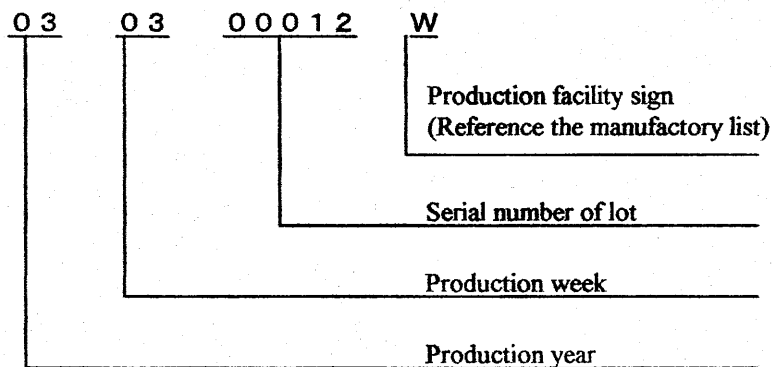 03 03 00012 W
Production facility sign
(Reference the manufactory list)
Serial number of lot
Production week
Production year